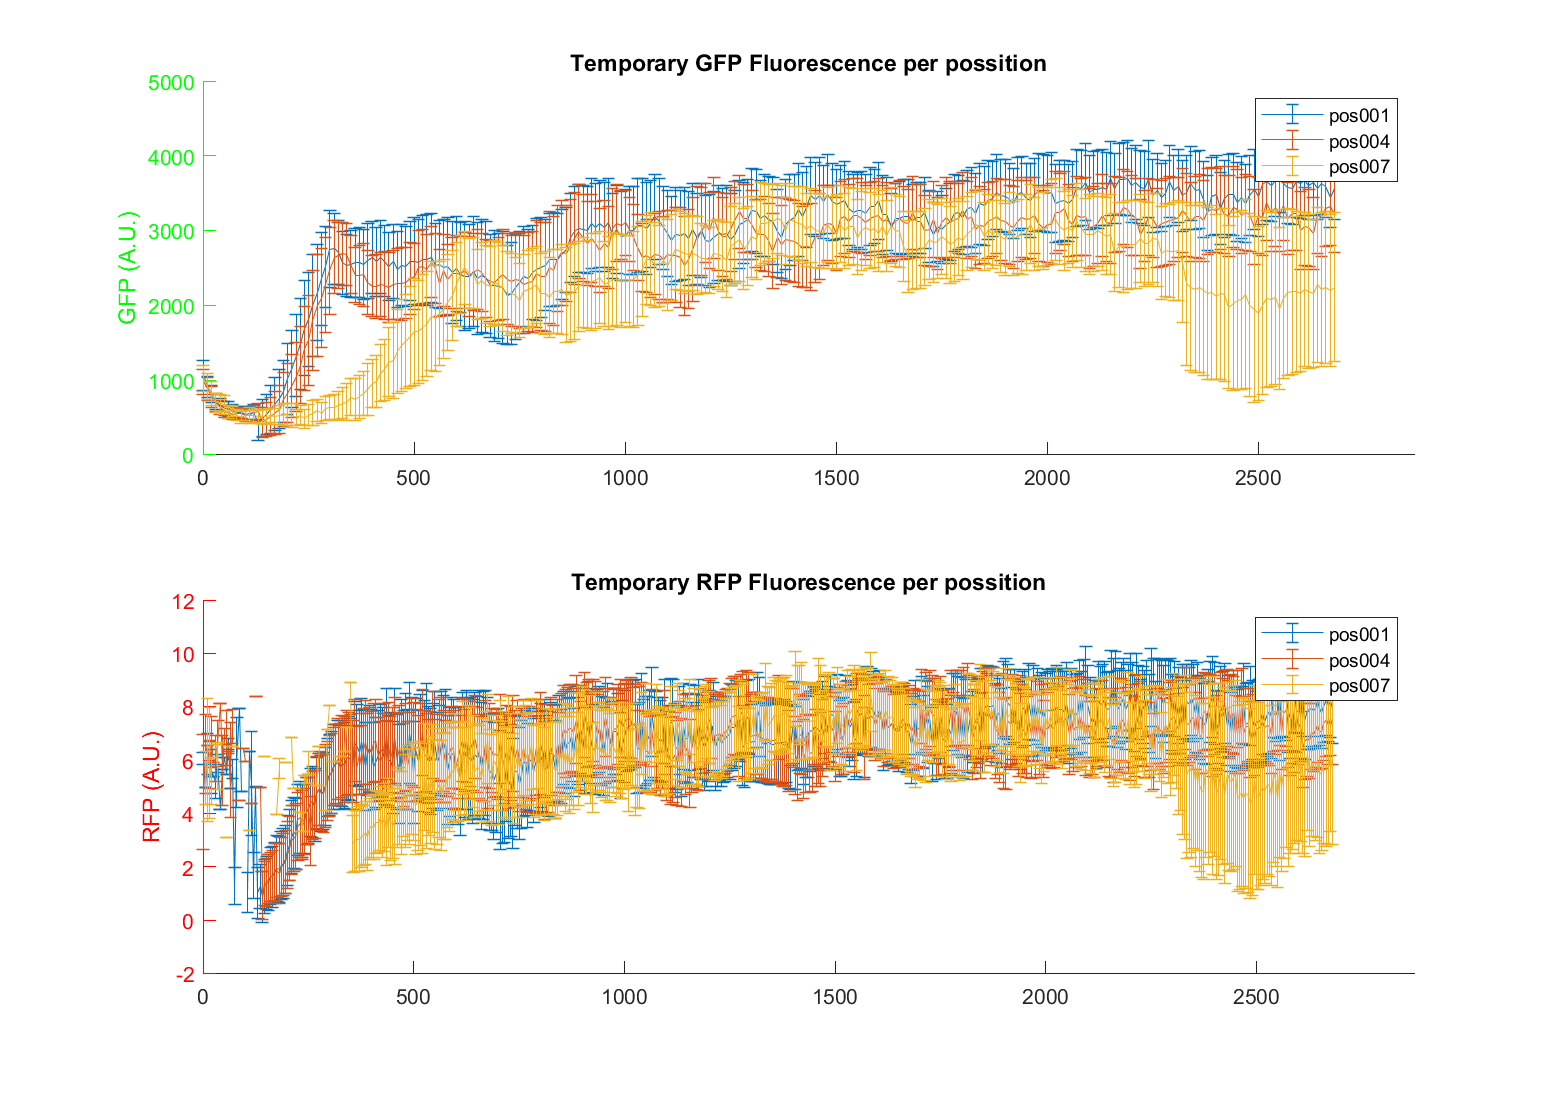 Temporary GFP Fluorescence per possition
GFP (A.U.)
5000
4000
3000
2000
1000
0
0 500 1000 1500 2000 2500
pos001
pos004
pos007
Temporary RFP Fluorescence per possition
RFP (A.U.)
12
10
8
6
4
2
0
-2
0 500 1000 1500 2000 2500
pos001
pos004
pos007